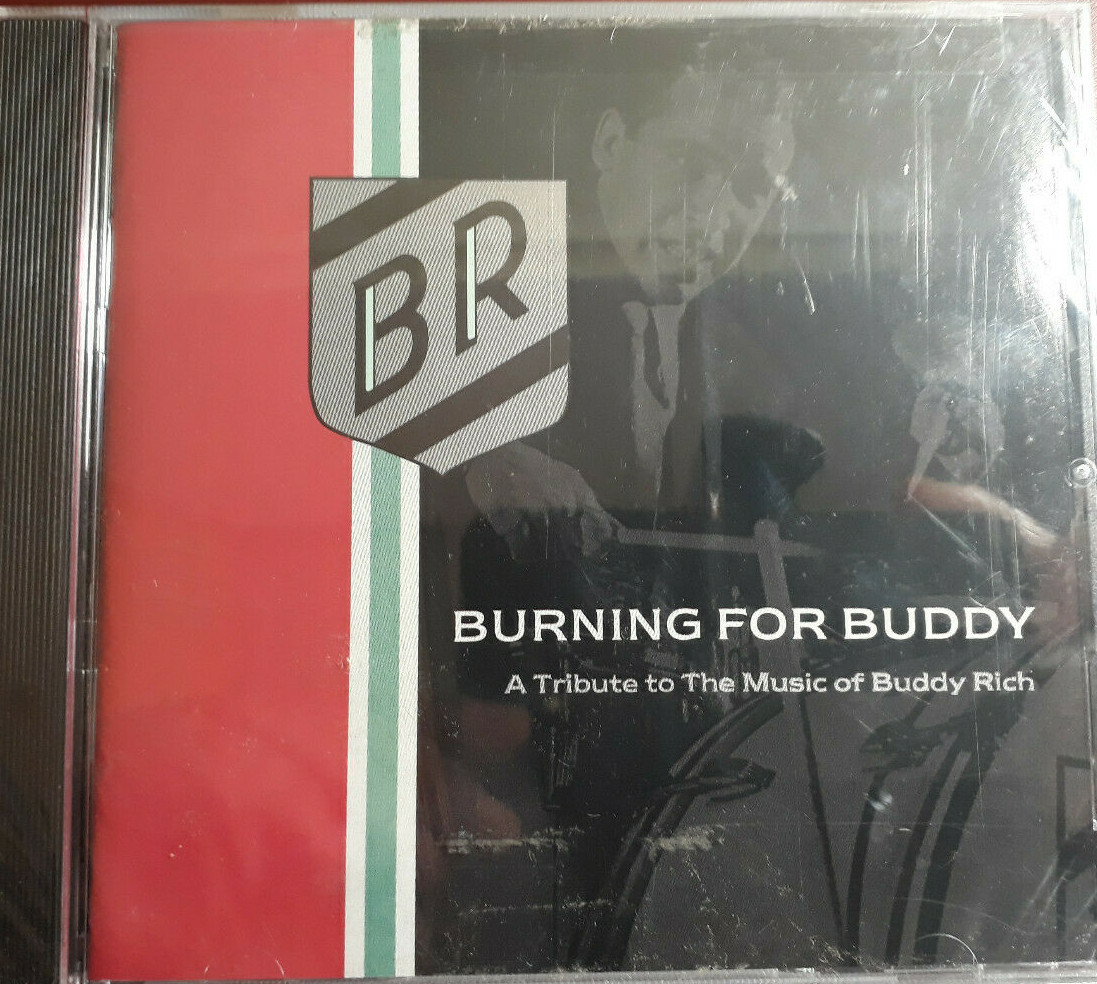 BR
BURNING FOR BUDDY
A Tribute to The Music of Buddy Rich